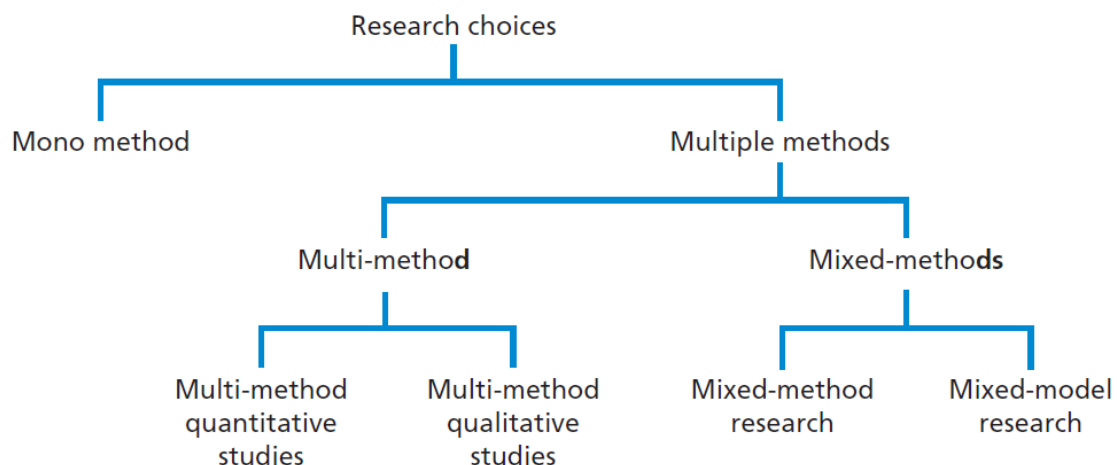 Research choices
Mono method
Multiple methods
Multi-method
Mixed-methods
Multi-method
quantitative
studies
Multi-method
qualitative
studies
Mixed-method
research
Mixed-model
research